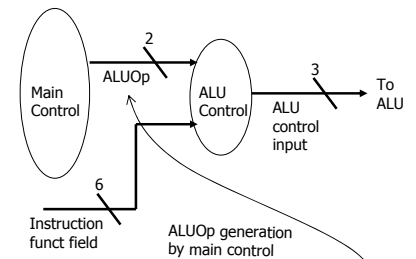 2
Main
Control
ALUOp
ALU
Control
3
To
ALU
ALU
control
input
6
Instruction
funct field
ALUOp generation
by main control